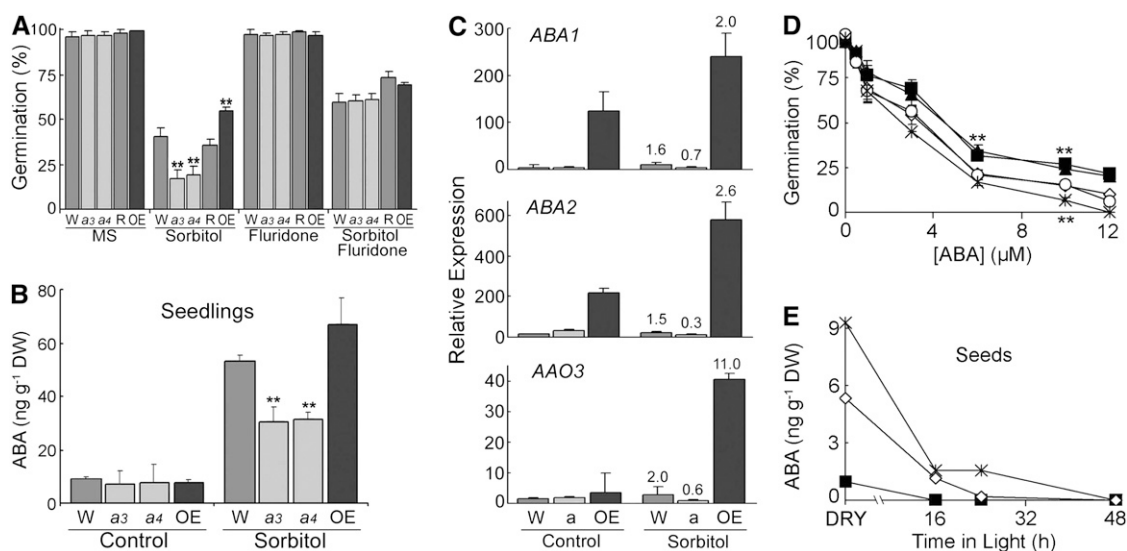 A
Germination (%)
100
75
50
25
0
**
**
**
W a3 a4 R OE W a3 a4 R OE W a3 a4 R OE W a3 a4 R OE
MS Sorbitol Fluridone Sorbitol
Fluridone
B
Seedlings
ABA (ng g-1 DW)
80
60
40
20
0
**
**
W a3 a4 OE W a3 a4 OE
Control Sorbitol
C
Relative Expression
ABA1
300
200
100
0
1.6
0.7
2.0
ABA2
600
400
200
0
1.5
0.3
2.6
AAO3
40
30
20
10
0
2.0
0.6
11.0
W a OE W a OE
Control Sorbitol
D
Germination (%)
100
75
50
25
0
**
**
**
0 4 8 12
[ABA] (µM)
E
Seeds
ABA (ng g-1 DW)
9
6
3
0
DRY 16 32 48
Time in Light (h)